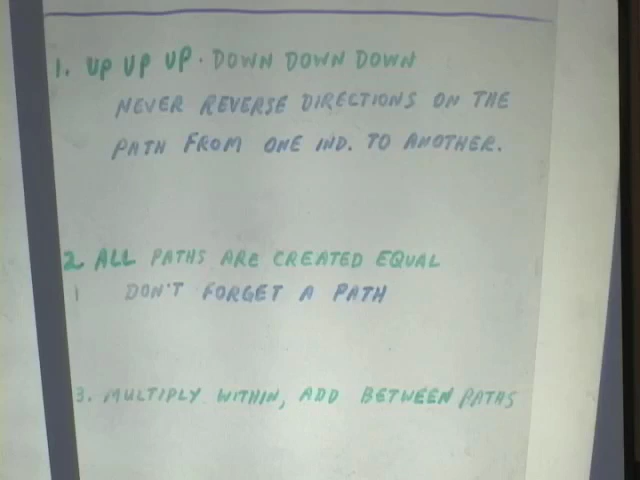 1. UP UP UP. DOWN DOWN DOWN
NEVER REVERSE DIRECTIONS ON THE
PATH FROM ONE IND. TO ANOTHER.
2 ALL PATHS ARE CREATED EQUAL
DON'T FORGET A PATH
3. MULTIPLY WITHIN, ADD BETWEEN PATHS